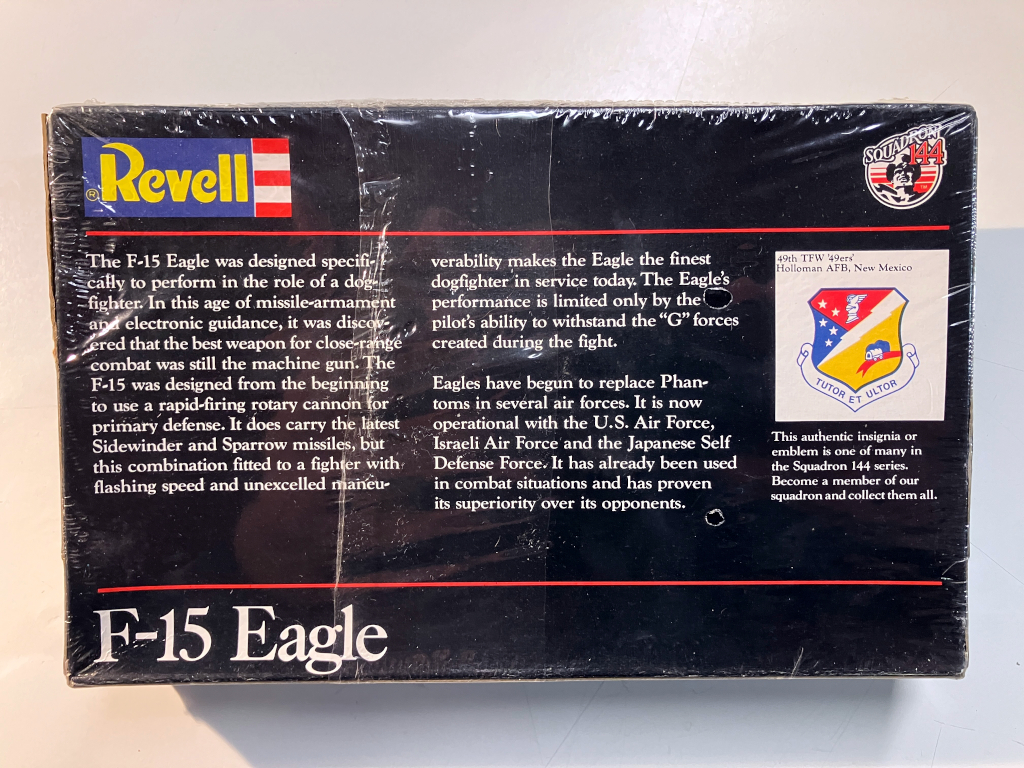 ® Revell
SQUADRON
144
TM
The F-15 Eagle was designed specifi-
cally to perform in the role of a dog-
fighter. In this age of missile-armament
and electronic guidance, it was discov-
ered that the best weapon for close-range
combat was still the machine gun. The
F-15 was designed from the beginning
to use a rapid-firing rotary cannon for
primary defense. It does carry the latest
Sidewinder and Sparrow missiles, but
this combination fitted to a fighter with
flashing speed and unexcelled maneu-
verability makes the Eagle the finest
dogfighter in service today. The Eagle's
performance is limited only by the
pilot's ability to withstand the "G" forces
created during the fight.
Eagles have begun to replace Phan-
toms in several air forces. It is now
operational with the U.S. Air Force,
Israeli Air Force and the Japanese Self
Defense Force. It has already been used
in combat situations and has proven
its superiority over its opponents.
49th TFW '49ers'
Holloman AFB, New Mexico
TUTOR ET ULTOR
This authentic insignia or
emblem is one of many in
the Squadron 144 series.
Become a member of our
squadron and collect them all.
F-15 Eagle